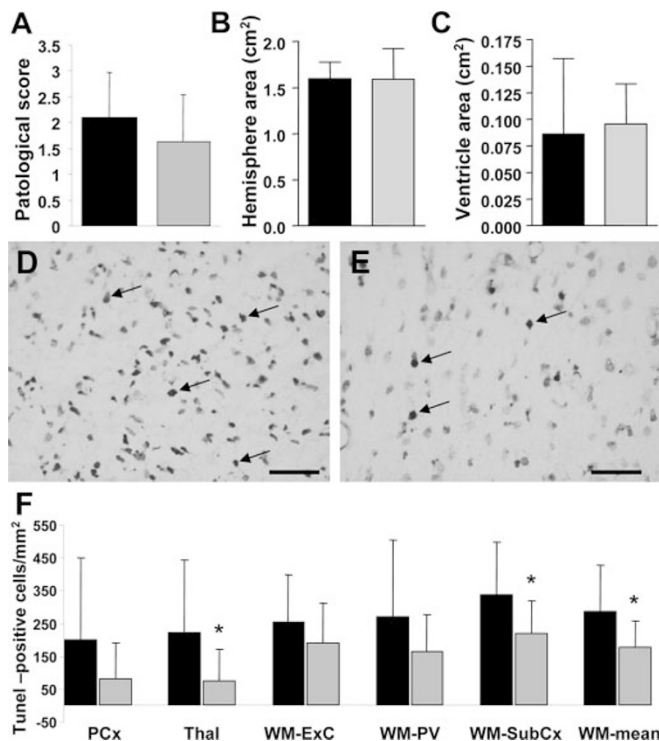 A
Patological score
3.5
3
2.5
2
1.5
1
0.5
0
B
Hemisphere area (cm²)
2.0
1.5
1.0
0.5
0.0
C
Ventricle area (cm²)
0.175
0.150
0.125
0.100
0.075
0.050
0.025
0.000
D
E
F
Tunel –positive cells/mm²
550
450
350
250
150
50
-50
*
*
*
PCx Thal WM-ExC WM-PV WM-SubCx WM-mean